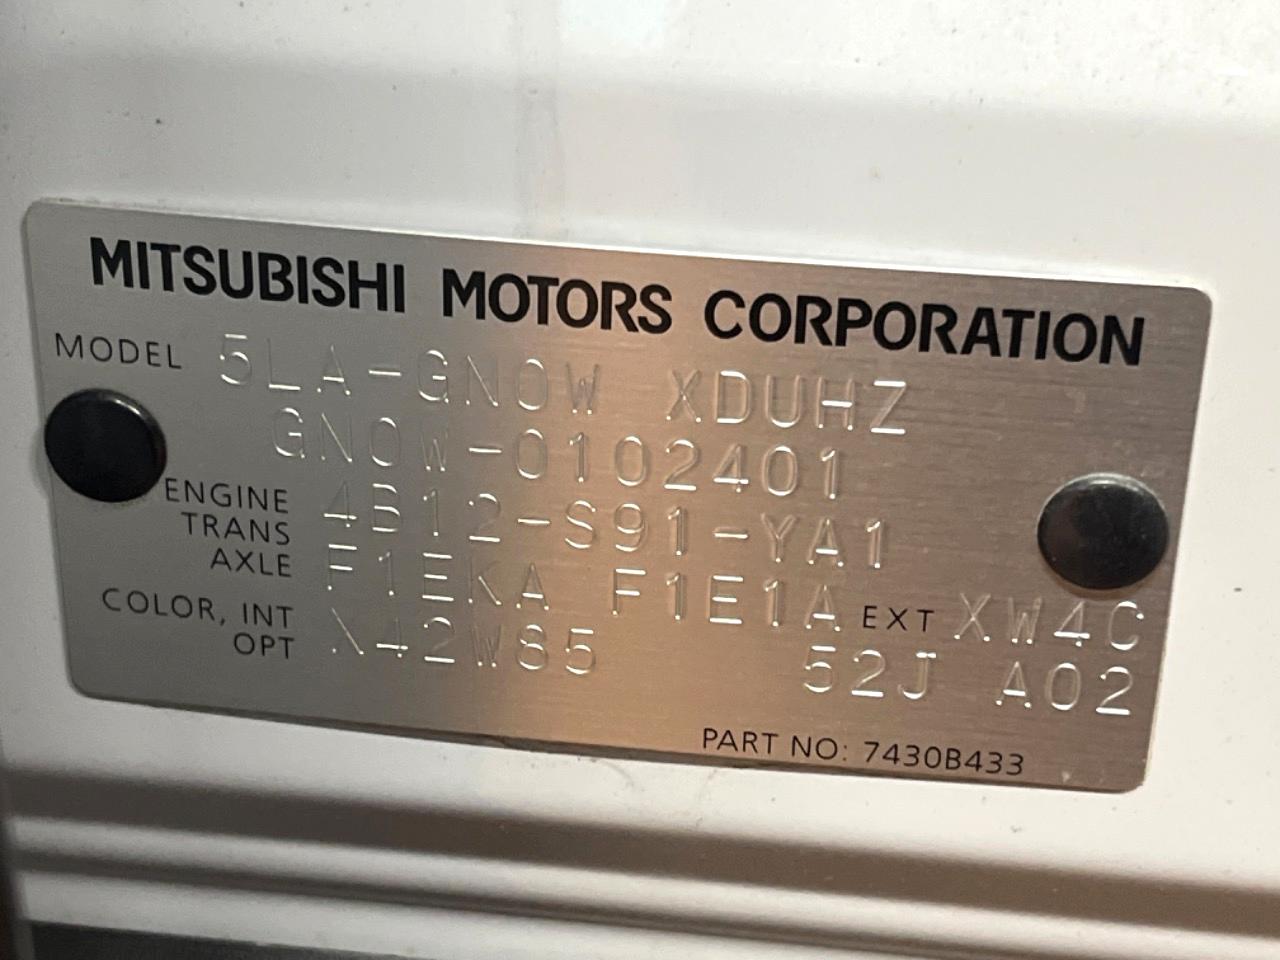 MITSUBISHI MOTORS CORPORATION
MODEL 5LA-GN0W XDUHZ
GN0W-0102401
ENGINE 4B12-S91-YA1
TRANS
AXLE F1EKA F1E1A
COLOR, INT EXT XW4C
OPT 52J A02
PART NO: 7430B433